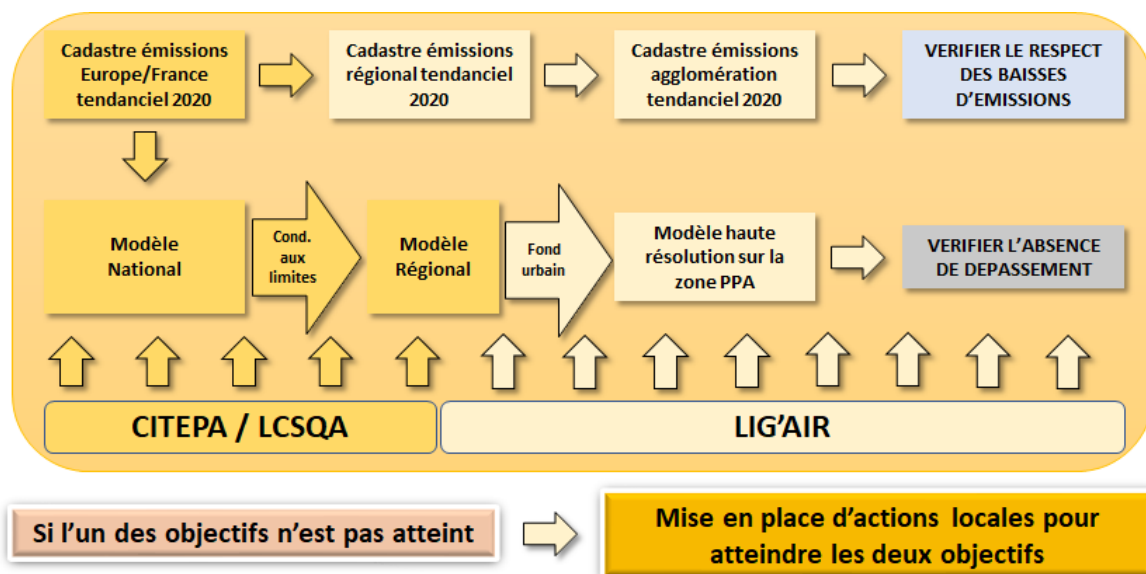 Cadastre émissions
Europe/France
tendanciel 2020
Cadastre émissions
régional tendanciel
2020
Cadastre émissions
agglomération
tendanciel 2020
VERIFIER LE RESPECT
DES BAISSES
D'EMISSIONS
Modèle
National
Cond.
aux
limites
Modèle
Régional
Fond
urbain
Modèle haute
résolution sur la
zone PPA
VERIFIER L'ABSENCE
DE DEPASSEMENT
CITEPA / LCSQA
LIG'AIR
Si l'un des objectifs n'est pas atteint
Mise en place d'actions locales pour
atteindre les deux objectifs